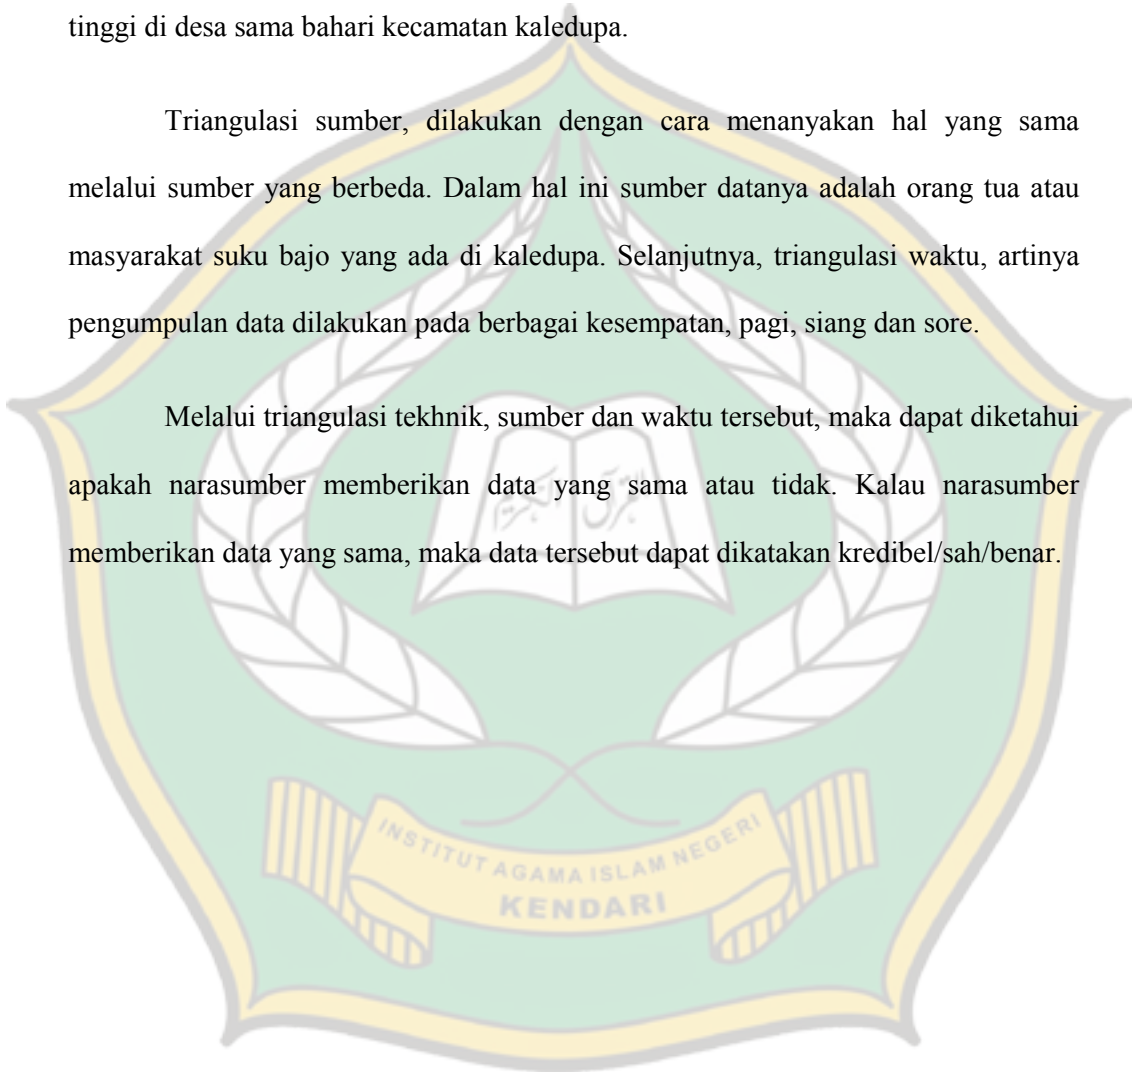 tinggi di desa sama bahari kecamatan kaledupa.
Triangulasi sumber, dilakukan dengan cara menanyakan hal yang sama
melalui sumber yang berbeda. Dalam hal ini sumber datanya adalah orang tua atau
masyarakat suku bajo yang ada di kaledupa. Selanjutnya, triangulasi waktu, artinya
pengumpulan data dilakukan pada berbagai kesempatan, pagi, siang dan sore.
Melalui triangulasi tekhnik, sumber dan waktu tersebut, maka dapat diketahui
apakah narasumber memberikan data yang sama atau tidak. Kalau narasumber
memberikan data yang sama, maka data tersebut dapat dikatakan kredibel/sah/benar.
INSTITUT AGAMA ISLAM NEGERI
KENDARI